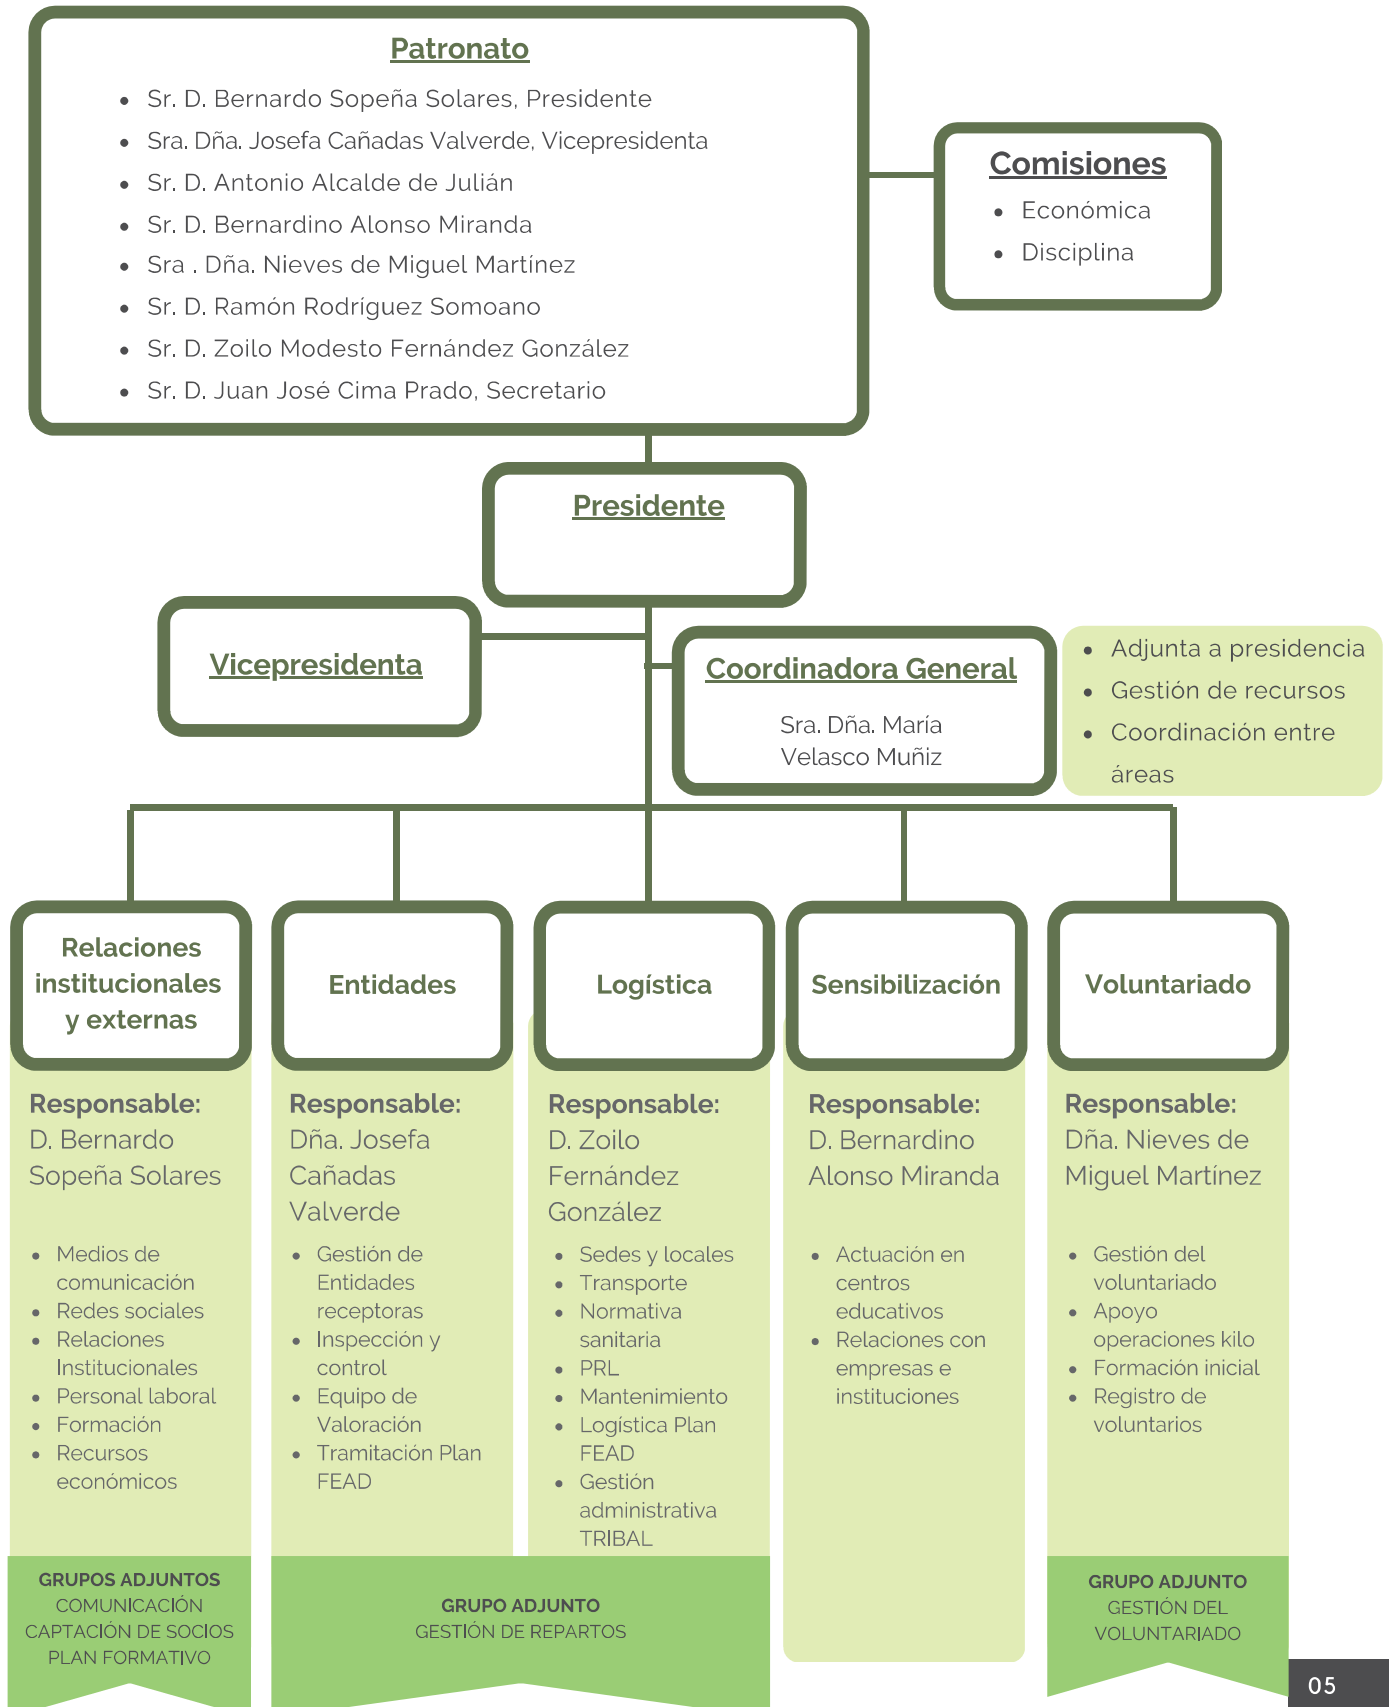 Patronato
• Sr. D. Bernardo Sopeña Solares, Presidente
• Sra. Dña. Josefa Cañadas Valverde, Vicepresidenta
• Sr. D. Antonio Alcalde de Julián
• Sr. D. Bernardino Alonso Miranda
• Sra . Dña. Nieves de Miguel Martínez
• Sr. D. Ramón Rodríguez Somoano
• Sr. D. Zoilo Modesto Fernández González
• Sr. D. Juan José Cima Prado, Secretario
Comisiones
• Económica
• Disciplina
Presidente
Vicepresidenta
Coordinadora General
Sra. Dña. María
Velasco Muñiz
• Adjunta a presidencia
• Gestión de recursos
• Coordinación entre
áreas
Relaciones
institucionales
y externas
Responsable:
D. Bernardo
Sopeña Solares
• Medios de
comunicación
• Redes sociales
• Relaciones
Institucionales
• Personal laboral
• Formación
• Recursos
económicos
GRUPOS ADJUNTOS
COMUNICACIÓN
CAPTACIÓN DE SOCIOS
PLAN FORMATIVO
Entidades
Responsable:
Dña. Josefa
Cañadas
Valverde
• Gestión de
Entidades
receptoras
• Inspección y
control
• Equipo de
Valoración
• Tramitación Plan
FEAD
Logística
Responsable:
D. Zoilo
Fernández
González
• Sedes y locales
• Transporte
• Normativa
sanitaria
• PRL
• Mantenimiento
• Logística Plan
FEAD
• Gestión
administrativa
TRIBAL
GRUPO ADJUNTO
GESTIÓN DE REPARTOS
Sensibilización
Responsable:
D. Bernardino
Alonso Miranda
• Actuación en
centros
educativos
• Relaciones con
empresas e
instituciones
Voluntariado
Responsable:
Dña. Nieves de
Miguel Martínez
• Gestión del
voluntariado
• Apoyo
operaciones kilo
• Formación inicial
• Registro de
voluntarios
GRUPO ADJUNTO
GESTIÓN DEL
VOLUNTARIADO
05